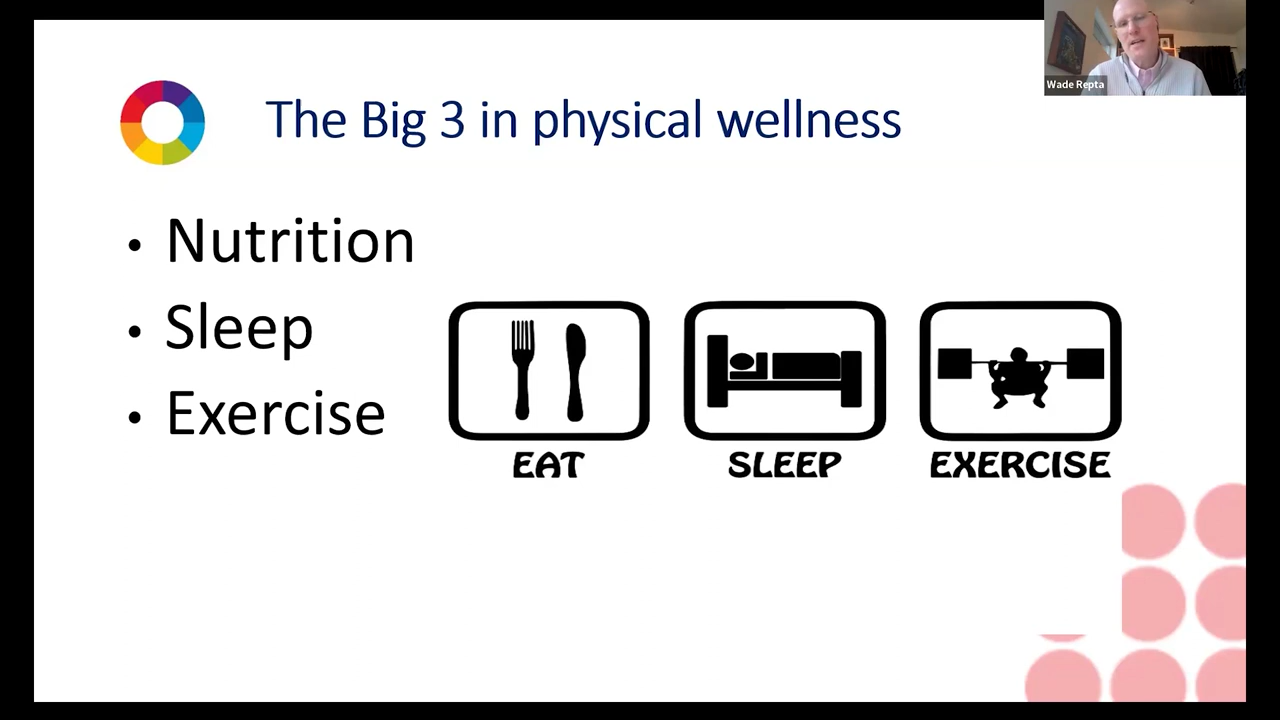 Wade Repta
The Big 3 in physical wellness
• Nutrition
• Sleep
• Exercise
EAT
SLEEP
EXERCISE